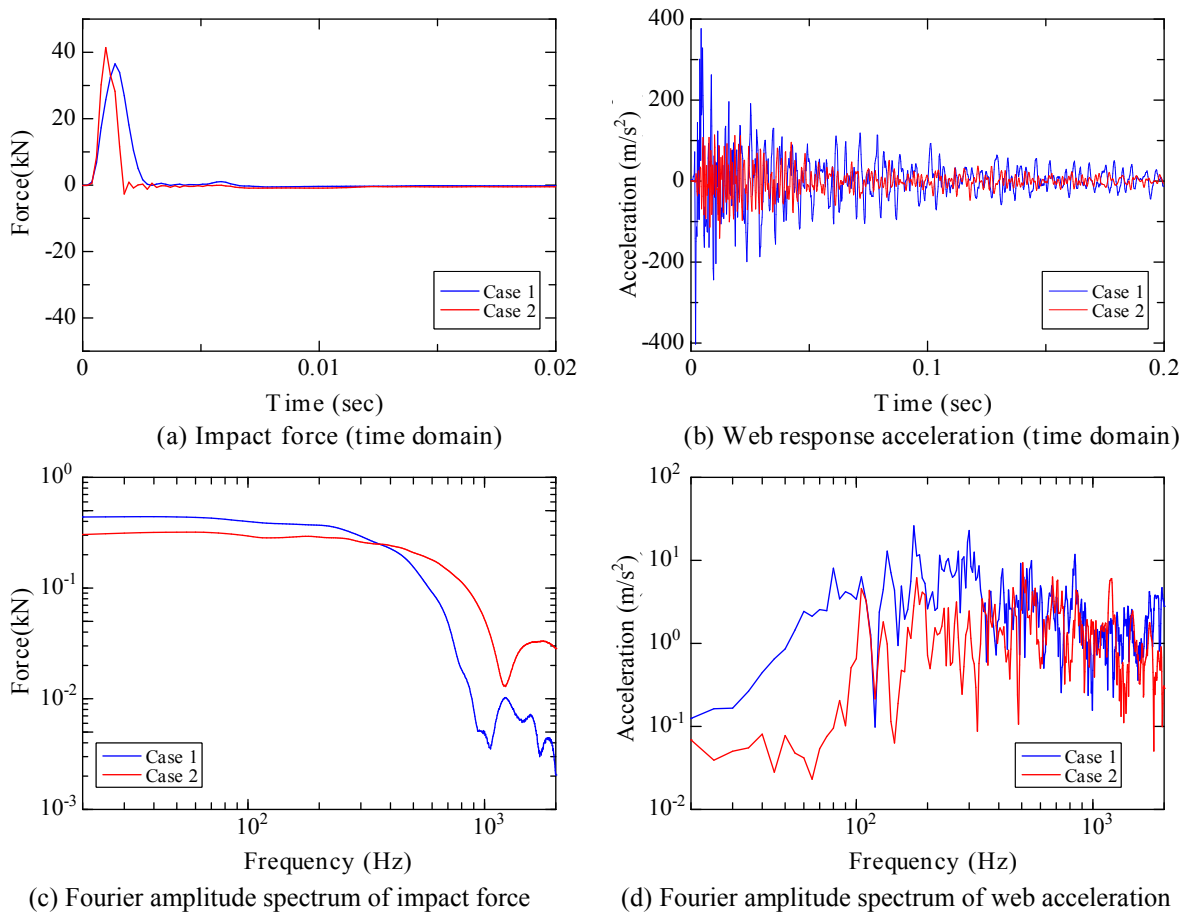 40
20
0
-20
-40
Force(kN)
Case 1
Case 2
0
0.01
0.02
Time (sec)
(a) Impact force (time domain)
400
200
0
-200
-400
Acceleration (m/s²)
Case 1
Case 2
0
0.1
0.2
Time (sec)
(b) Web response acceleration (time domain)
10⁰
10⁻¹
10⁻²
10⁻³
Force(kN)
Case 1
Case 2
10²
10³
Frequency (Hz)
(c) Fourier amplitude spectrum of impact force
10²
10¹
10⁰
10⁻¹
10⁻²
Acceleration (m/s²)
Case 1
Case 2
10²
10³
Frequency (Hz)
(d) Fourier amplitude spectrum of web acceleration